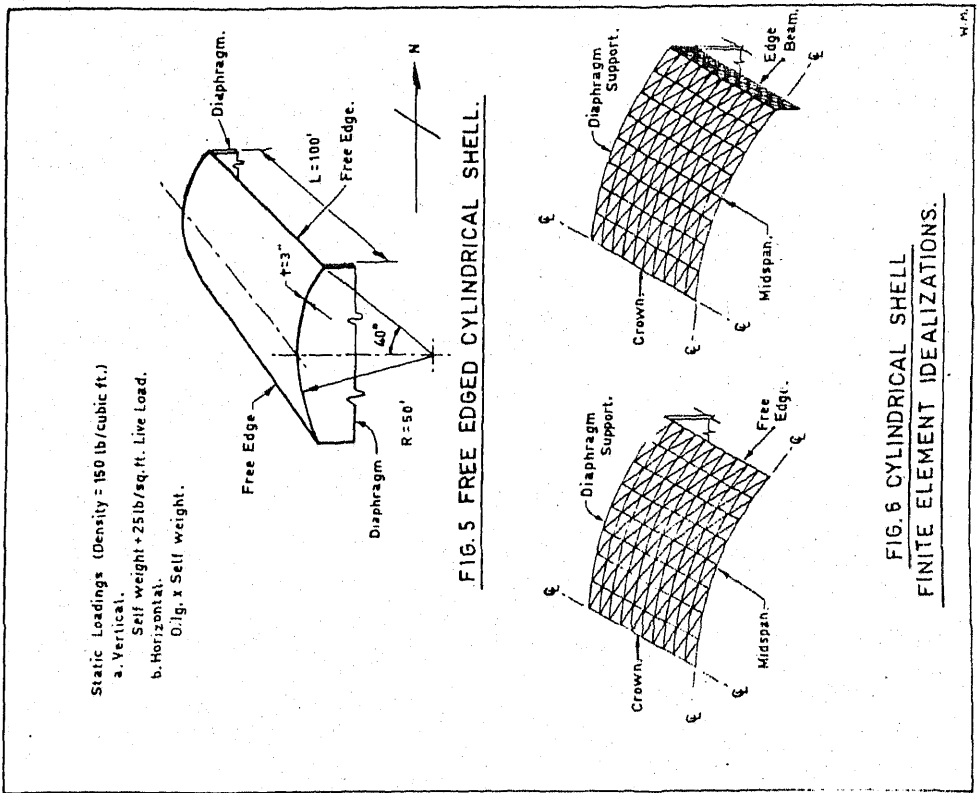 Static Loadings (Density = 150 lb/cubic ft.)
a. Vertical.
Self weight + 25 lb/sq.ft. Live Load.
b. Horizontal.
0.1g. x Self weight.
Free Edge
Diaphragm.
t=3"
L=100'
Free Edge.
40°
R=50'
Diaphragm
N
FIG. 5 FREE EDGED CYLINDRICAL SHELL.
Diaphragm
Support.
Crown.
Free
Edge.
Midspan.
℄
℄
℄
℄
Diaphragm
Support.
Crown.
Edge
Beam.
Midspan.
℄
℄
℄
℄
FIG. 6 CYLINDRICAL SHELL
FINITE ELEMENT IDEALIZATIONS.
W.M.